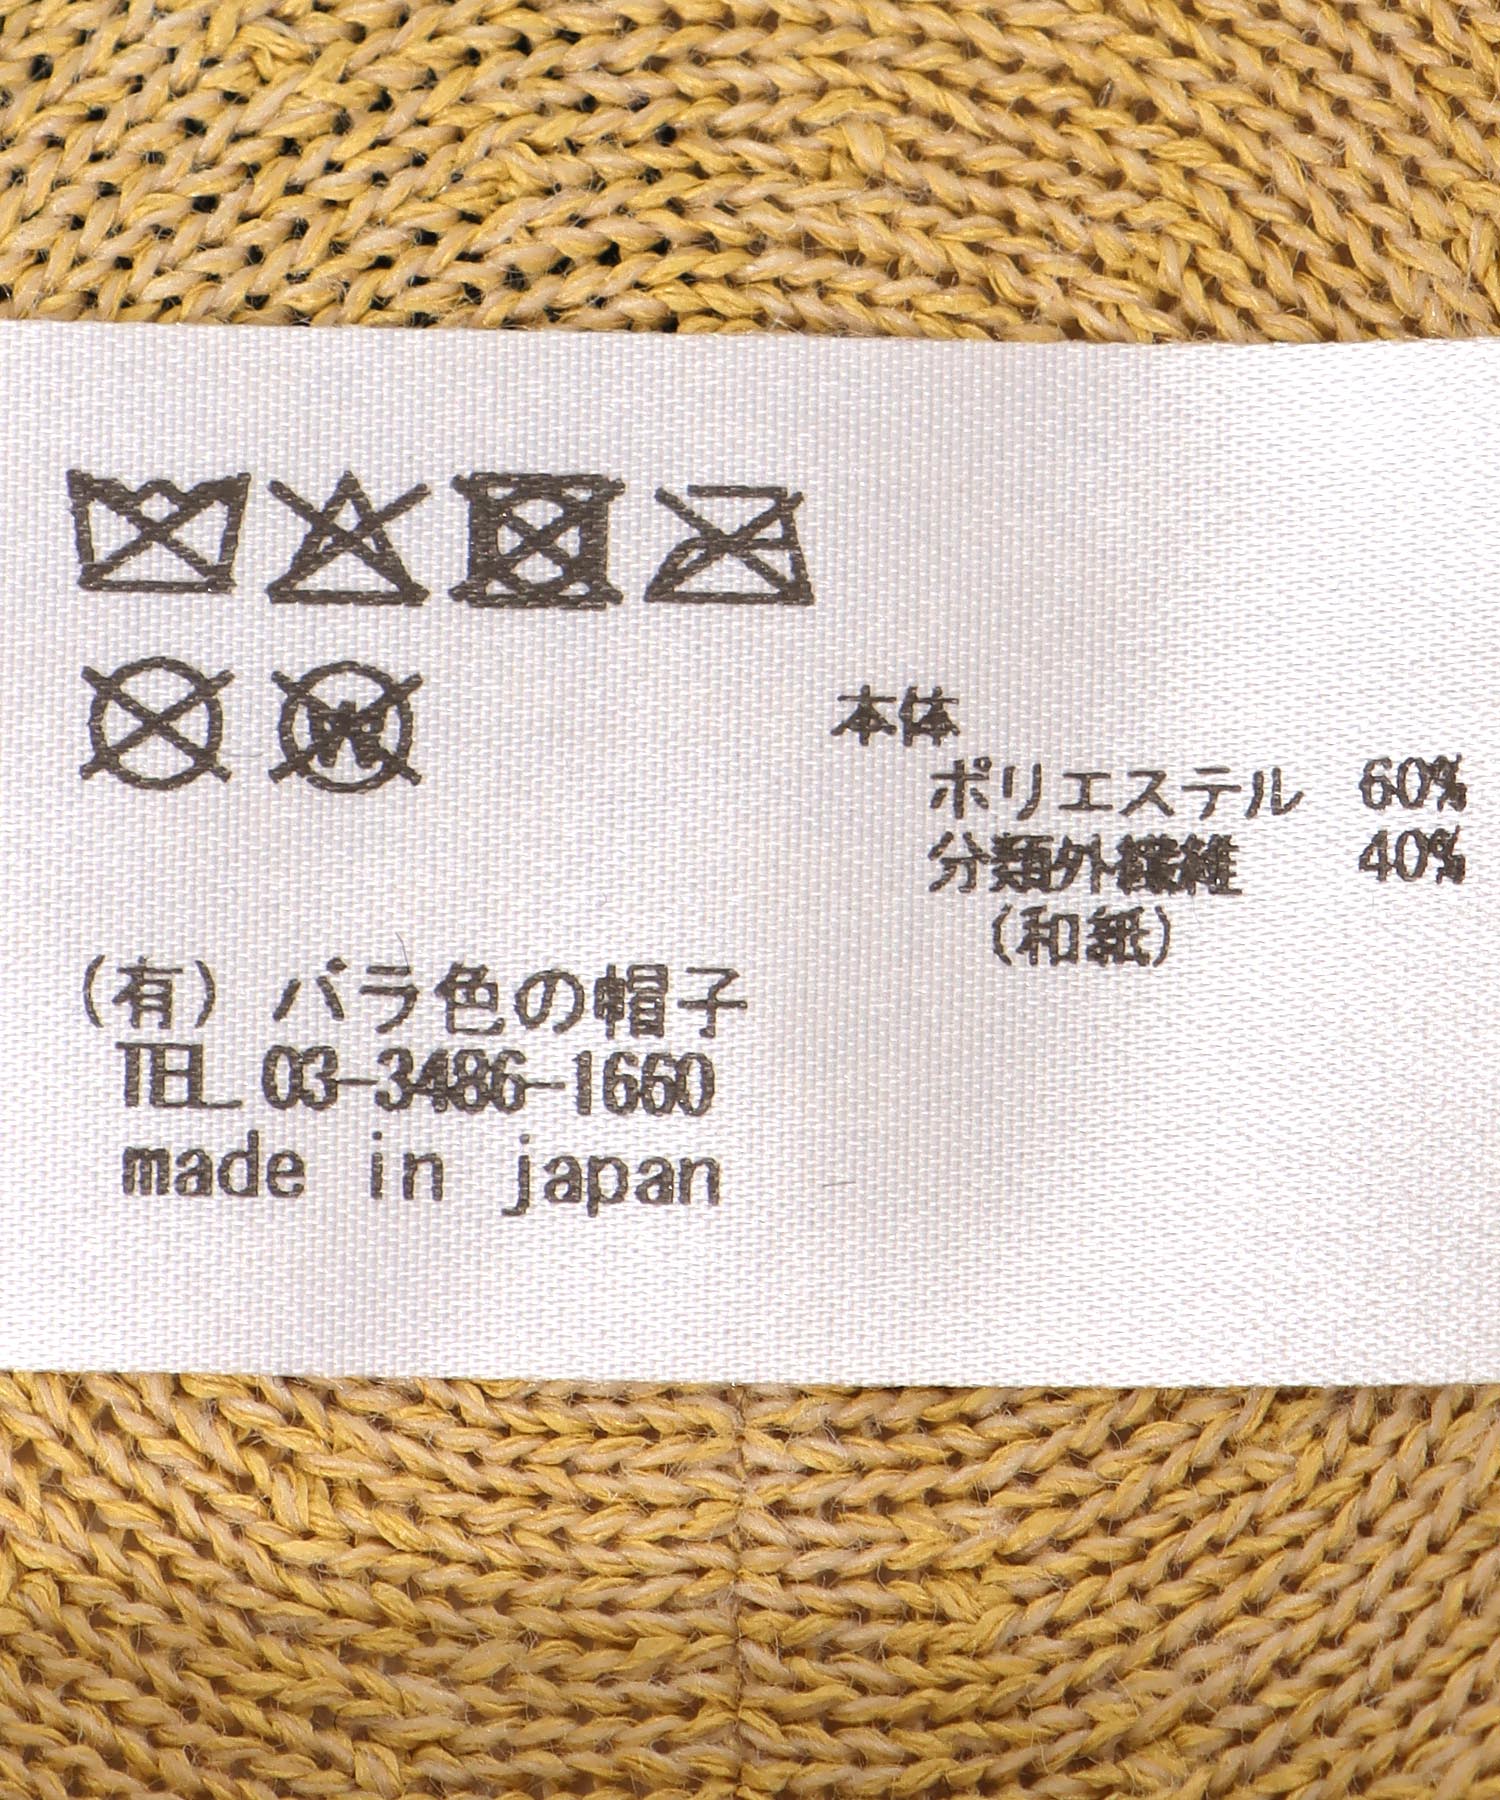 本体
ポリエステル 60%
分類外繊維 40%
(和紙)
(有) バラ色の帽子
TEL 03-3486-1660
made in japan